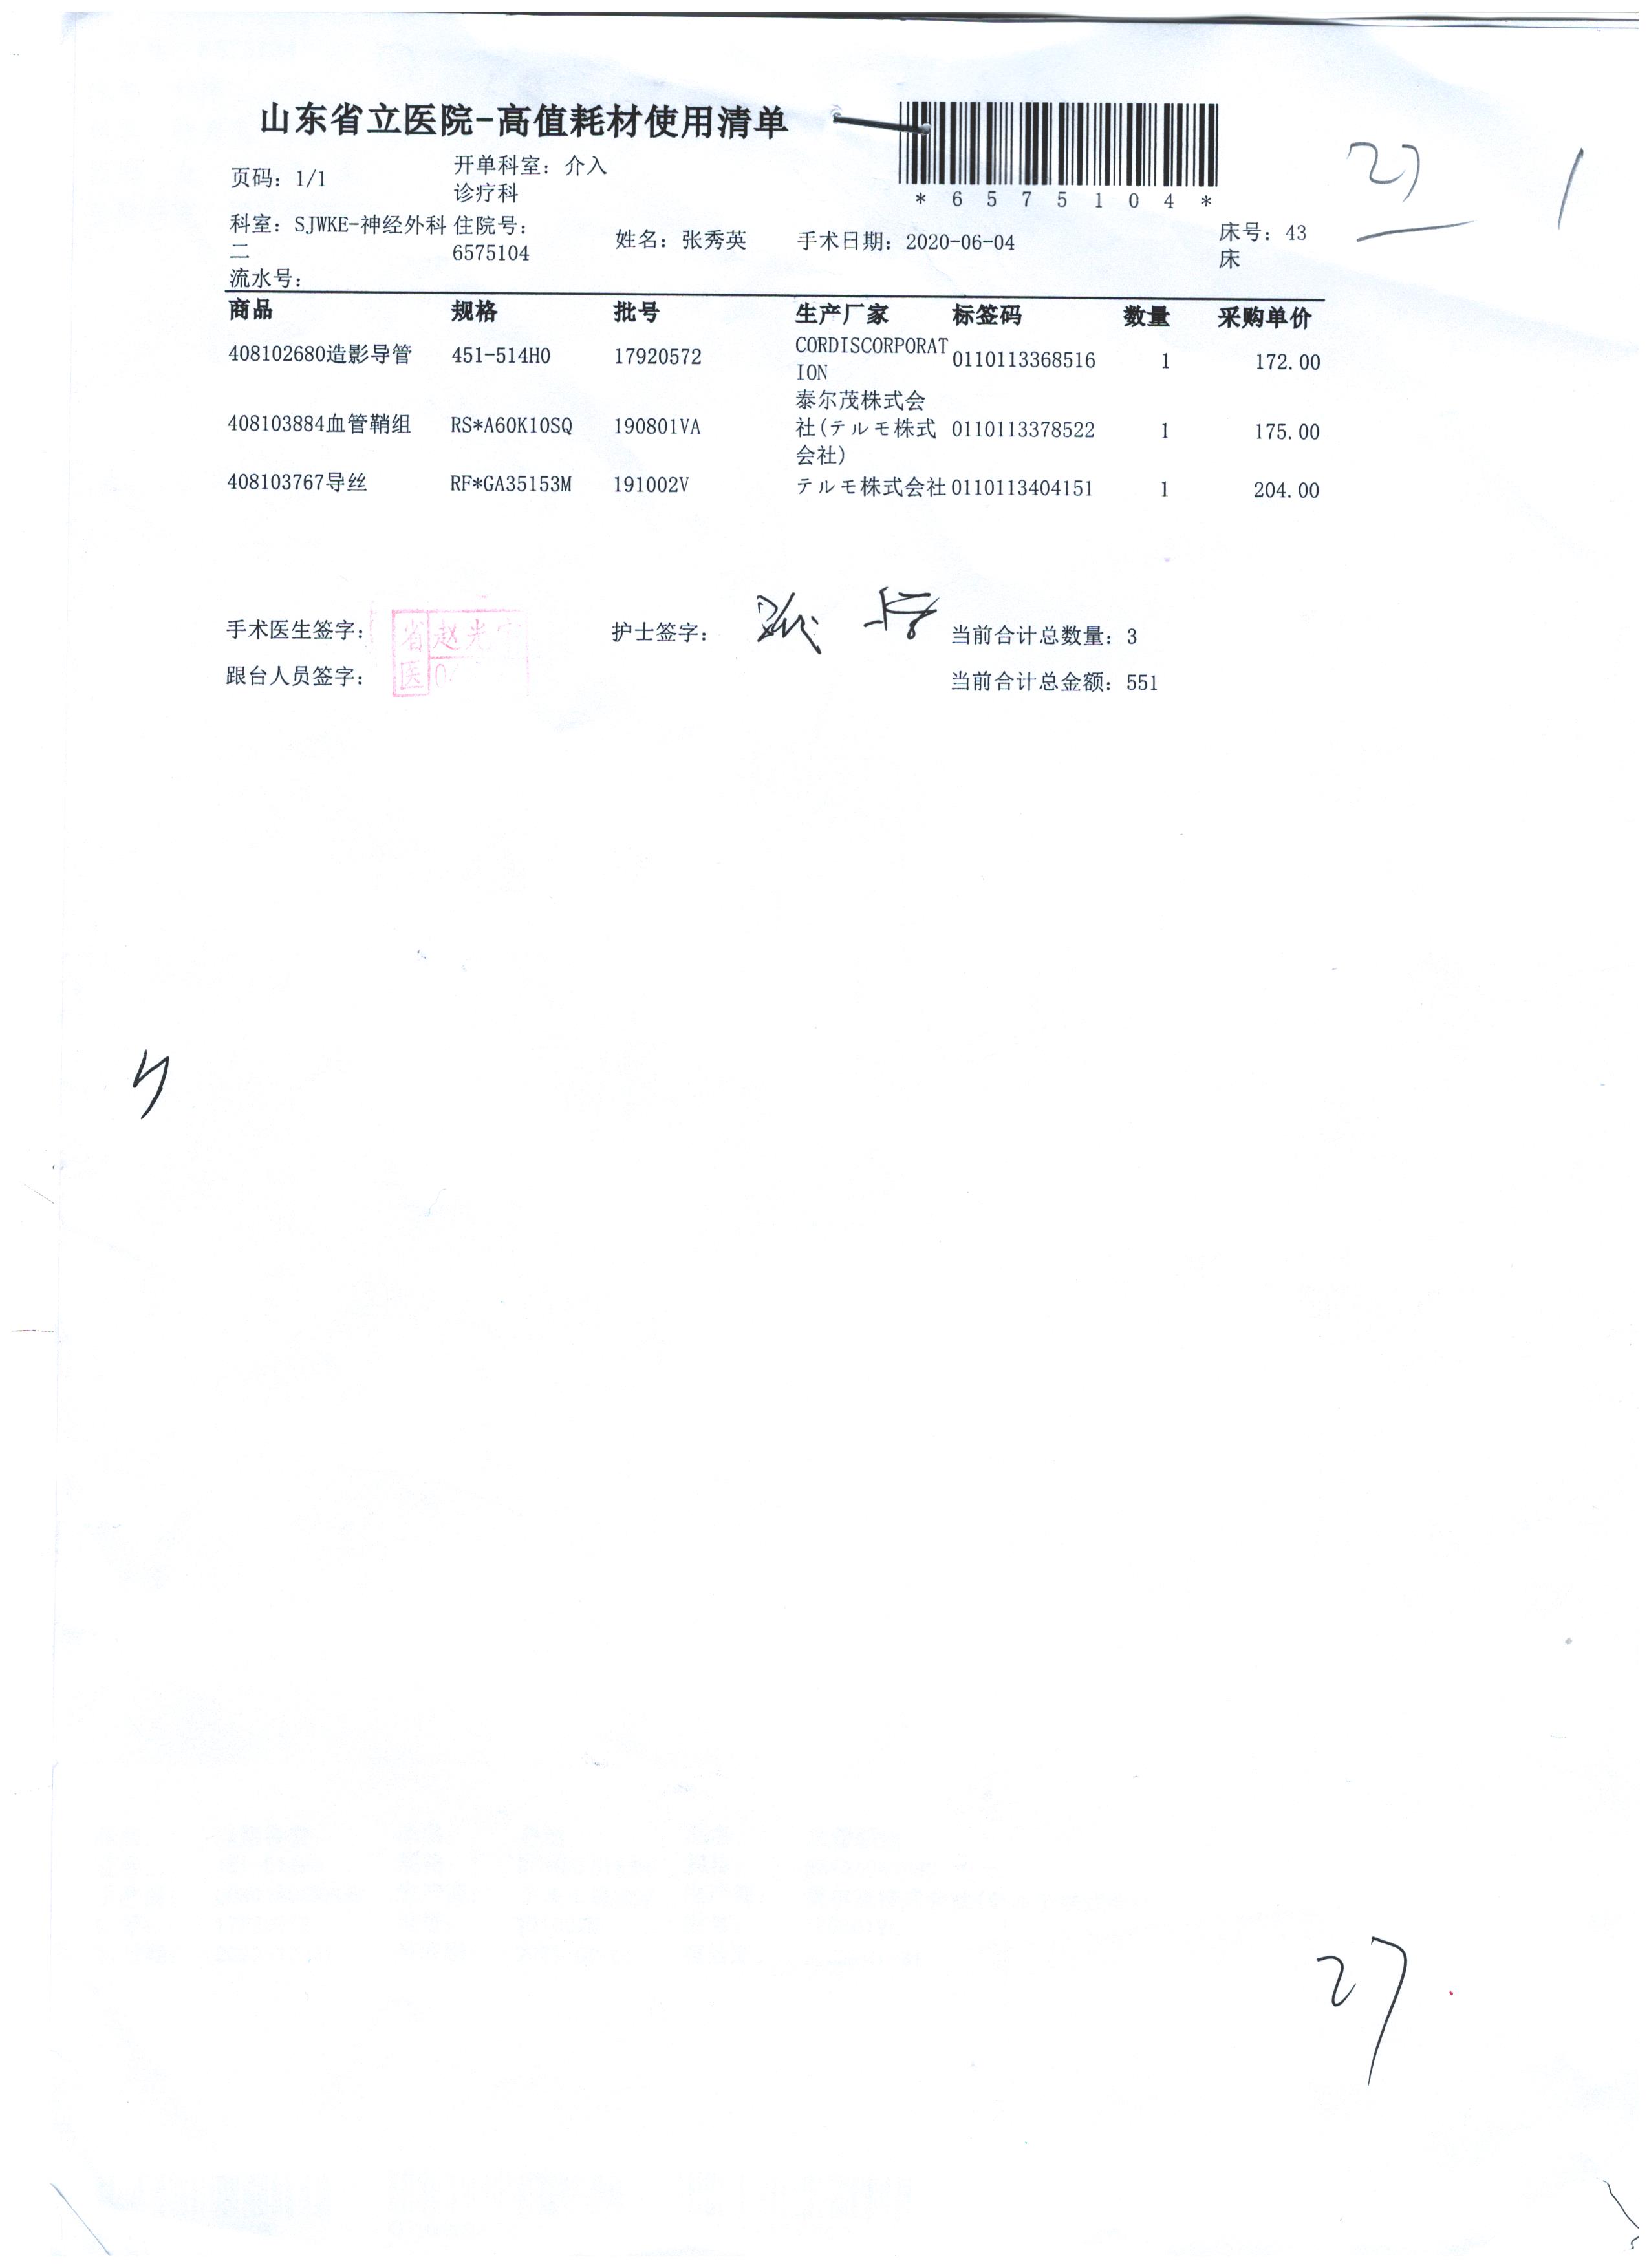 山东省立医院-高值耗材使用清单
*6575104*
27
1
页码: 1/1
开单科室: 介入
诊疗科
科室: SJWKE-神经外科
二
住院号:
6575104
姓名: 张秀英
手术日期: 2020-06-04
床号: 43
床
流水号:
商品 规格 批号 生产厂家 标签码 数量 采购单价
408102680造影导管 451-514H0 17920572 CORDISCORPORAT 0110113368516 1 172.00
ION
泰尔茂株式会
408103884血管鞘组 RS*A60K10SQ 190801VA 社(テルモ株式 0110113378522 1 175.00
会社)
408103767导丝 RF*GA35153M 191002V テルモ株式会社 0110113404151 1 204.00
手术医生签字: 省医 赵光
护士签字:
当前合计总数量: 3
跟台人员签字:
当前合计总金额: 551
27